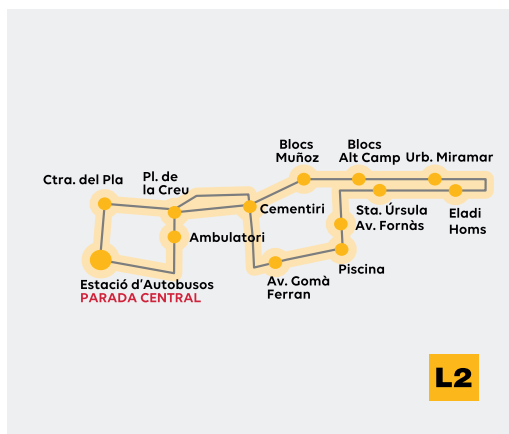 Blocs
Muñoz
Blocs
Alt Camp
Urb. Miramar
Ctra. del Pla
Pl. de
la Creu
Cementiri
Sta. Úrsula
Av. Fornàs
Eladi
Homs
Ambulatori
Piscina
Av. Gomà
Ferran
Estació d'Autobusos
PARADA CENTRAL
L2